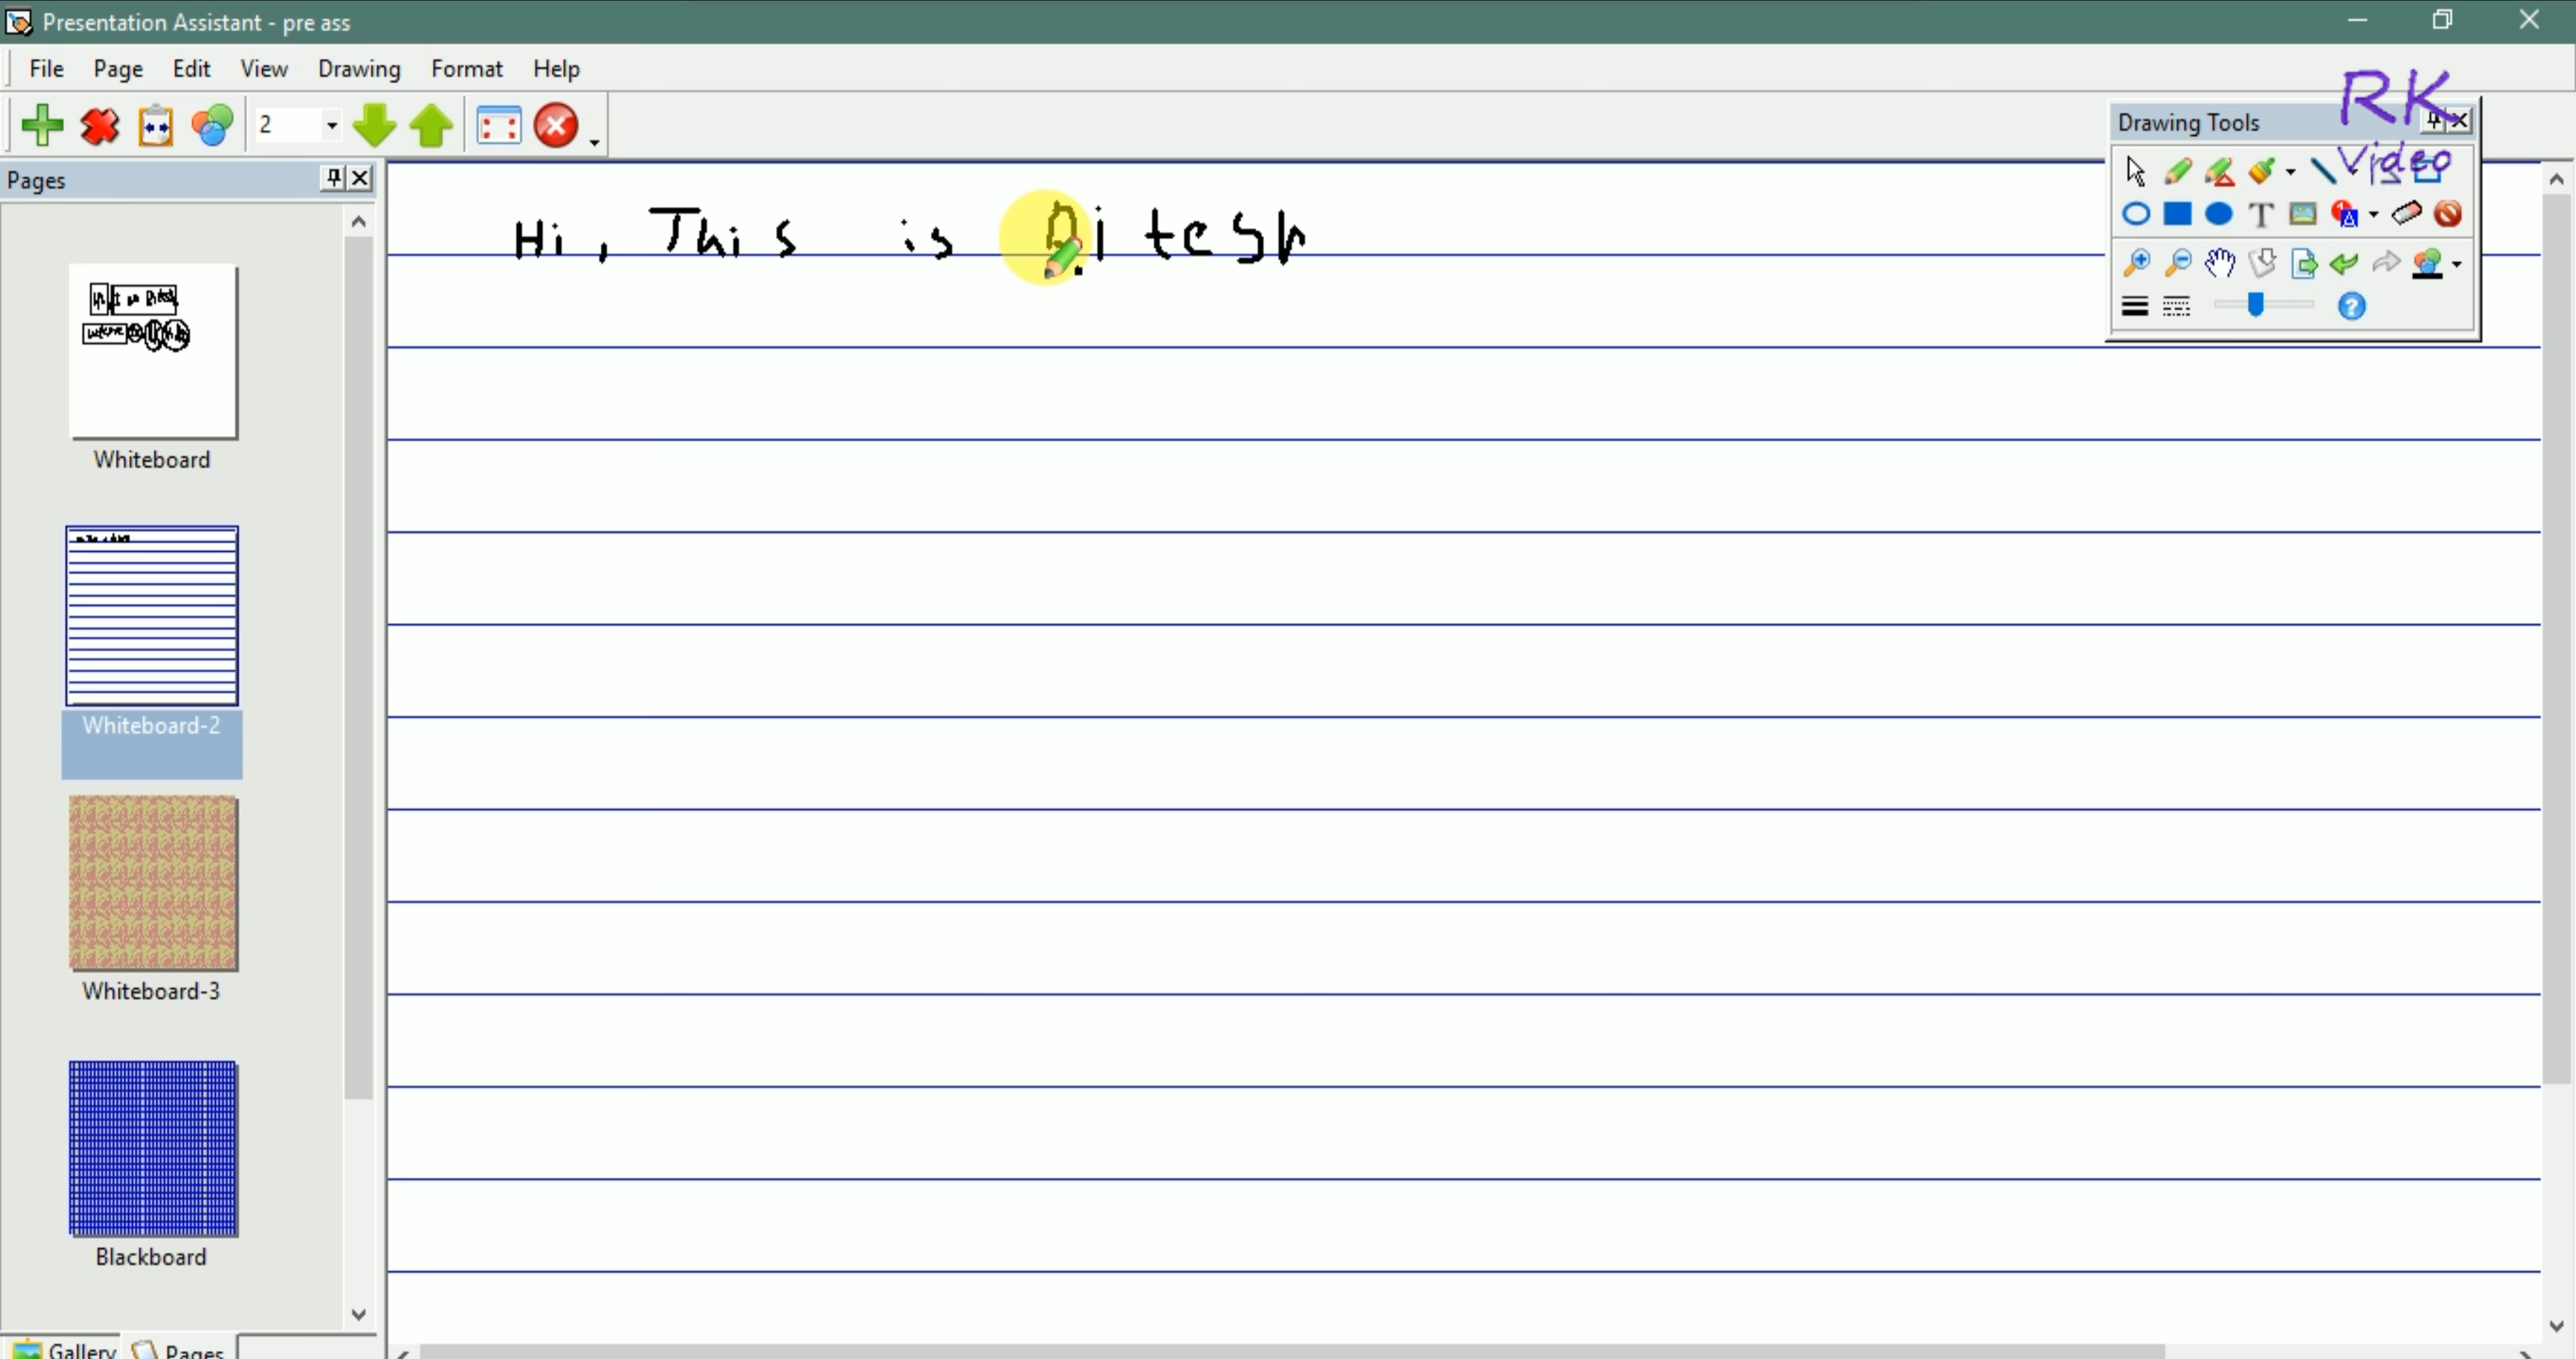 Presentation Assistant - pre ass
File Page Edit View Drawing Format Help
2
RK
Video
Drawing Tools
Pages
Hi, This is Ritesh
Whiteboard
Whiteboard-2
Whiteboard-3
Blackboard
Gallery Pages